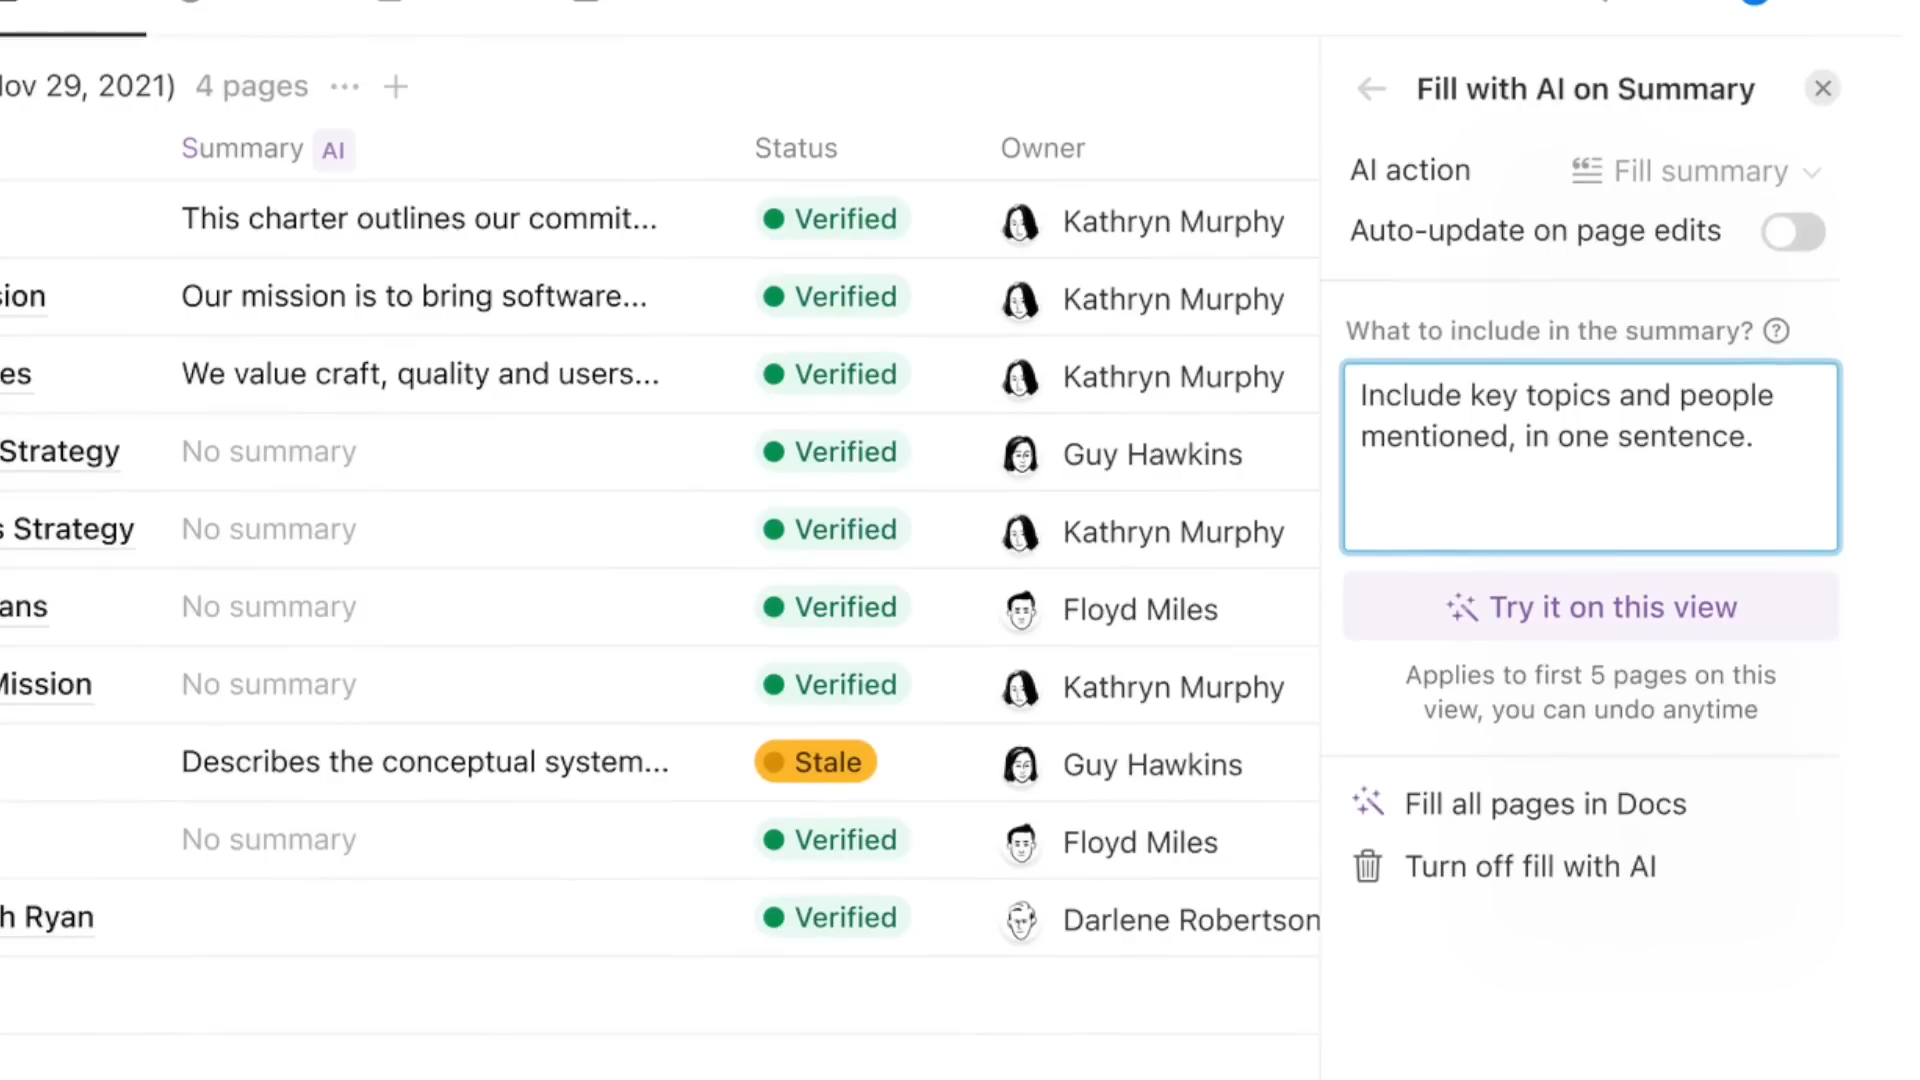 Nov 29, 2021) 4 pages
Summary AI Status Owner
This charter outlines our commit... Verified Kathryn Murphy
sion Our mission is to bring software... Verified Kathryn Murphy
es We value craft, quality and users... Verified Kathryn Murphy
Strategy No summary Verified Guy Hawkins
s Strategy No summary Verified Kathryn Murphy
ans No summary Verified Floyd Miles
Mission No summary Verified Kathryn Murphy
Describes the conceptual system... Stale Guy Hawkins
No summary Verified Floyd Miles
h Ryan Verified Darlene Robertson
Fill with AI on Summary
AI action Fill summary
Auto-update on page edits
What to include in the summary?
Include key topics and people
mentioned, in one sentence.
Try it on this view
Applies to first 5 pages on this
view, you can undo anytime
Fill all pages in Docs
Turn off fill with AI